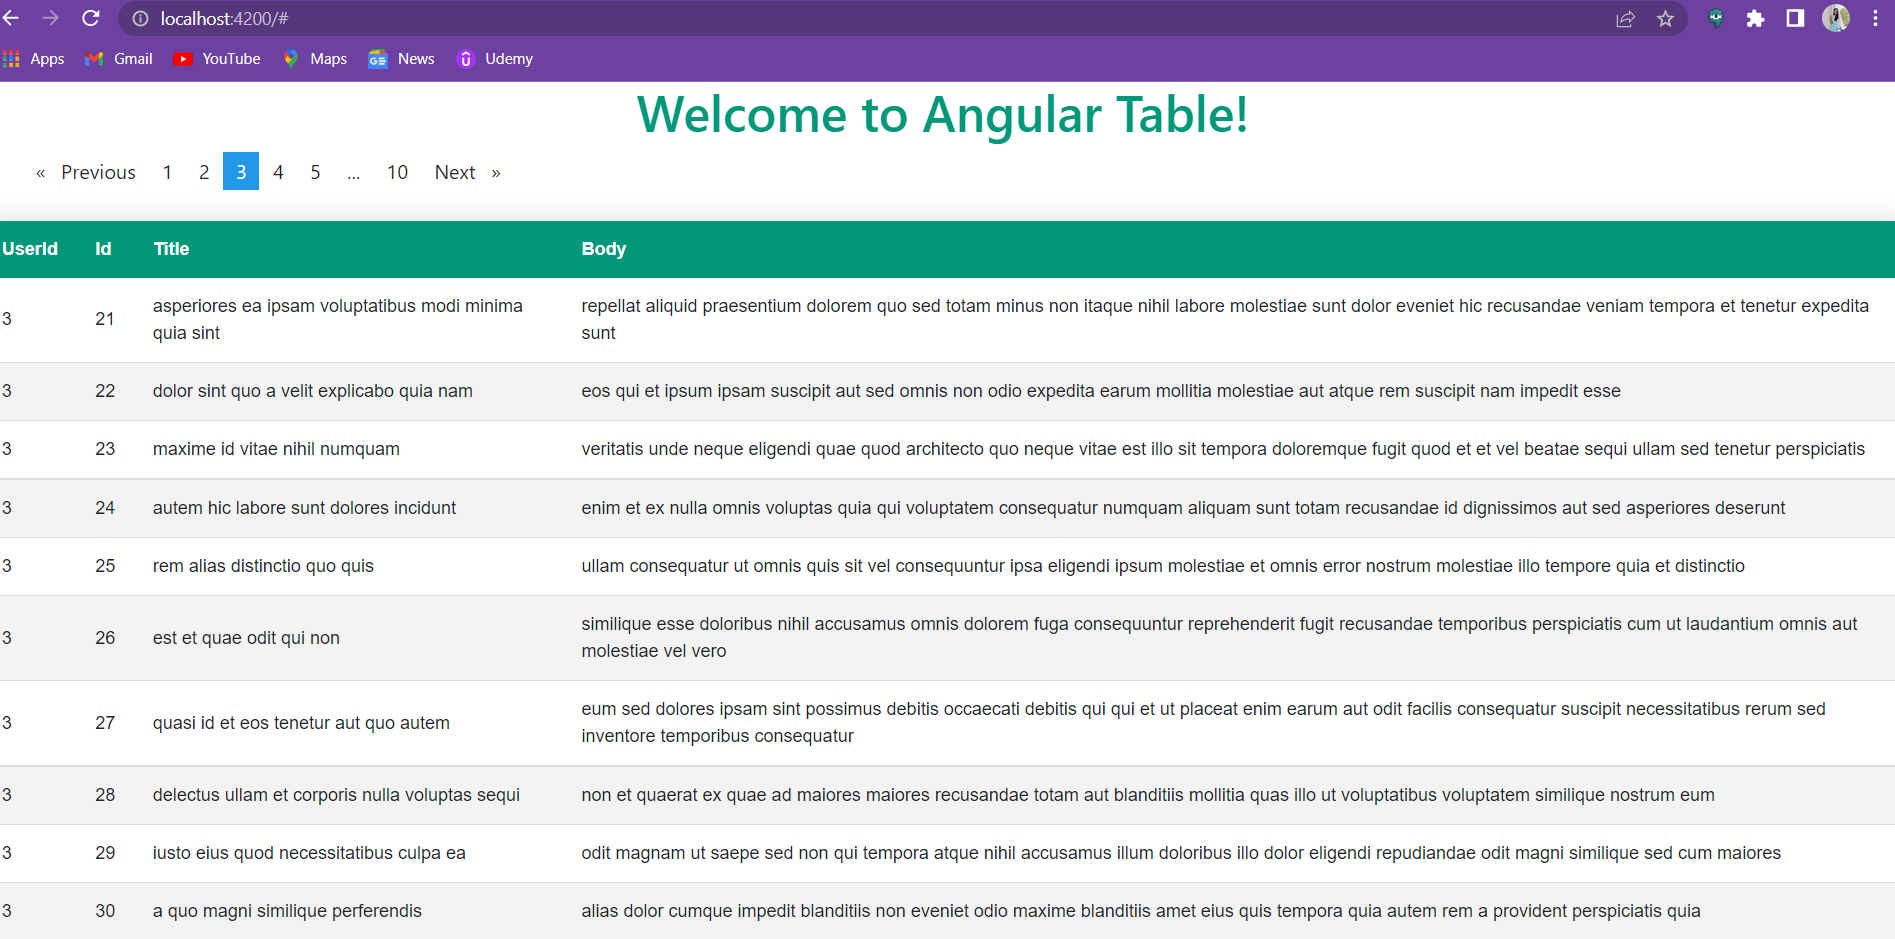 localhost:4200/#
Apps Gmail YouTube Maps News Udemy
Welcome to Angular Table!
« Previous 1 2 3 4 5 ... 10 Next »
UserId Id Title Body
3 21 asperiores ea ipsam voluptatibus modi minima quia sint repellat aliquid praesentium dolorem quo sed totam minus non itaque nihil labore molestiae sunt dolor eveniet hic recusandae veniam tempora et tenetur expedita sunt
3 22 dolor sint quo a velit explicabo quia nam eos qui et ipsum ipsam suscipit aut sed omnis non odio expedita earum mollitia molestiae aut atque rem suscipit nam impedit esse
3 23 maxime id vitae nihil numquam veritatis unde neque eligendi quae quod architecto quo neque vitae est illo sit tempora doloremque fugit quod et et vel beatae sequi ullam sed tenetur perspiciatis
3 24 autem hic labore sunt dolores incidunt enim et ex nulla omnis voluptas quia qui voluptatem consequatur numquam aliquam sunt totam recusandae id dignissimos aut sed asperiores deserunt
3 25 rem alias distinctio quo quis ullam consequatur ut omnis quis sit vel consequuntur ipsa eligendi ipsum molestiae et omnis error nostrum molestiae illo tempore quia et distinctio
3 26 est et quae odit qui non similique esse doloribus nihil accusamus omnis dolorem fuga consequuntur reprehenderit fugit recusandae temporibus perspiciatis cum ut laudantium omnis aut molestiae vel vero
3 27 quasi id et eos tenetur aut quo autem eum sed dolores ipsam sint possimus debitis occaecati debitis qui qui et ut placeat enim earum aut odit facilis consequatur suscipit necessitatibus rerum sed inventore temporibus consequatur
3 28 delectus ullam et corporis nulla voluptas sequi non et quaerat ex quae ad maiores maiores recusandae totam aut blanditiis mollitia quas illo ut voluptatibus voluptatem similique nostrum eum
3 29 iusto eius quod necessitatibus culpa ea odit magnam ut saepe sed non qui tempora atque nihil accusamus illum doloribus illo dolor eligendi repudiandae odit magni similique sed cum maiores
3 30 a quo magni similique perferendis alias dolor cumque impedit blanditiis non eveniet odio maxime blanditiis amet eius quis tempora quia autem rem a provident perspiciatis quia